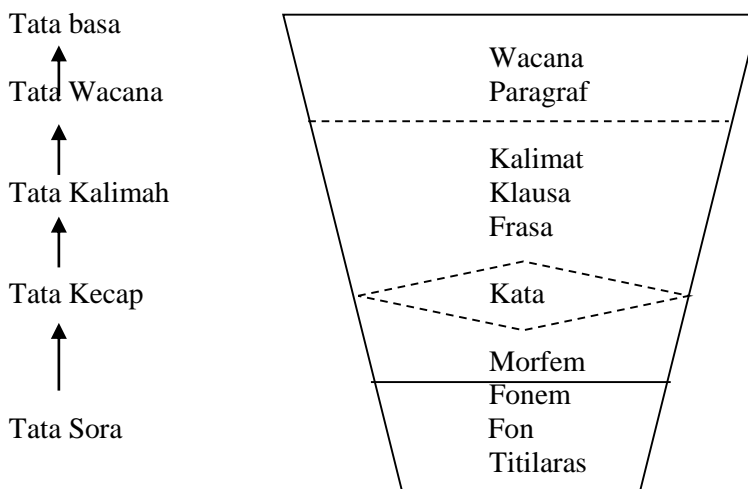 Tata basa
Wacana
Tata Wacana
Paragraf
Kalimat
Tata Kalimah
Klausa
Frasa
Tata Kecap
Kata
Morfem
Fonem
Tata Sora
Fon
Titilaras